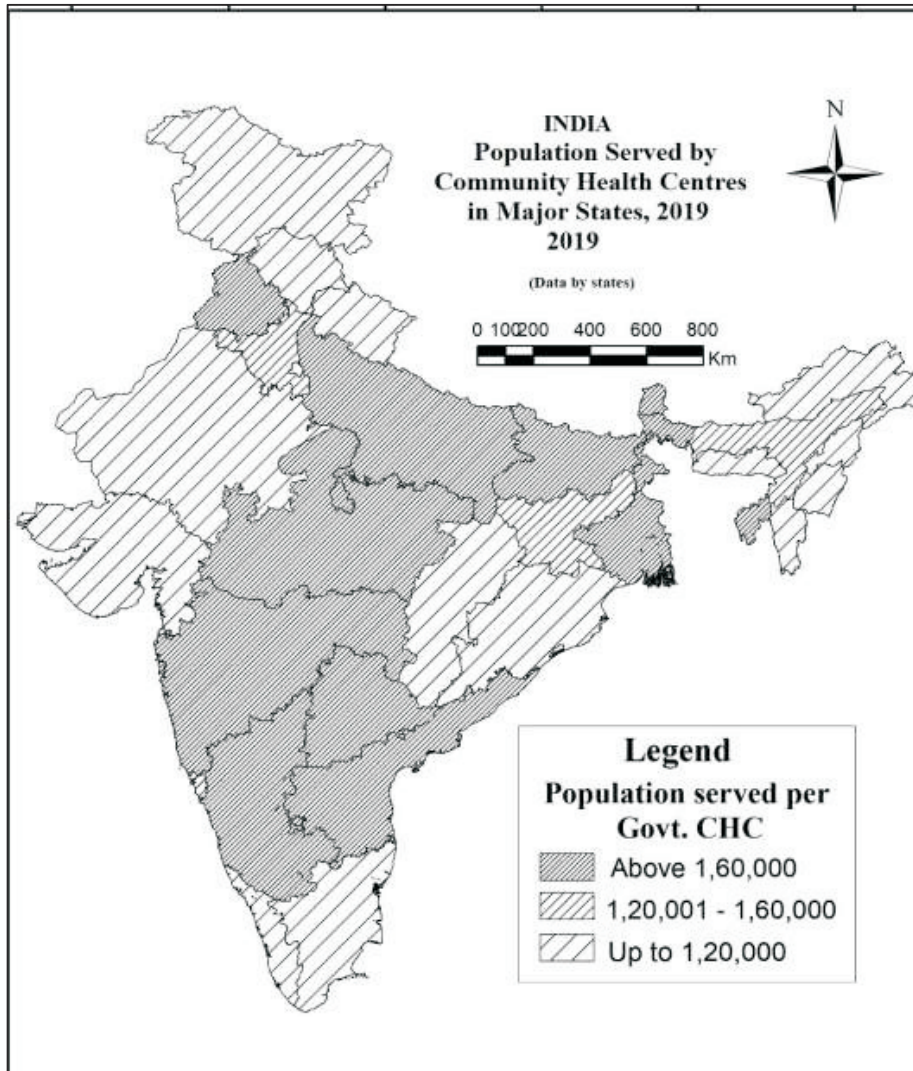 INDIA
Population Served by
Community Health Centres
in Major States, 2019
2019
(Data by states)
N
0 100200 400 600 800
Km
Legend
Population served per
Govt. CHC
Above 1,60,000
1,20,001 - 1,60,000
Up to 1,20,000